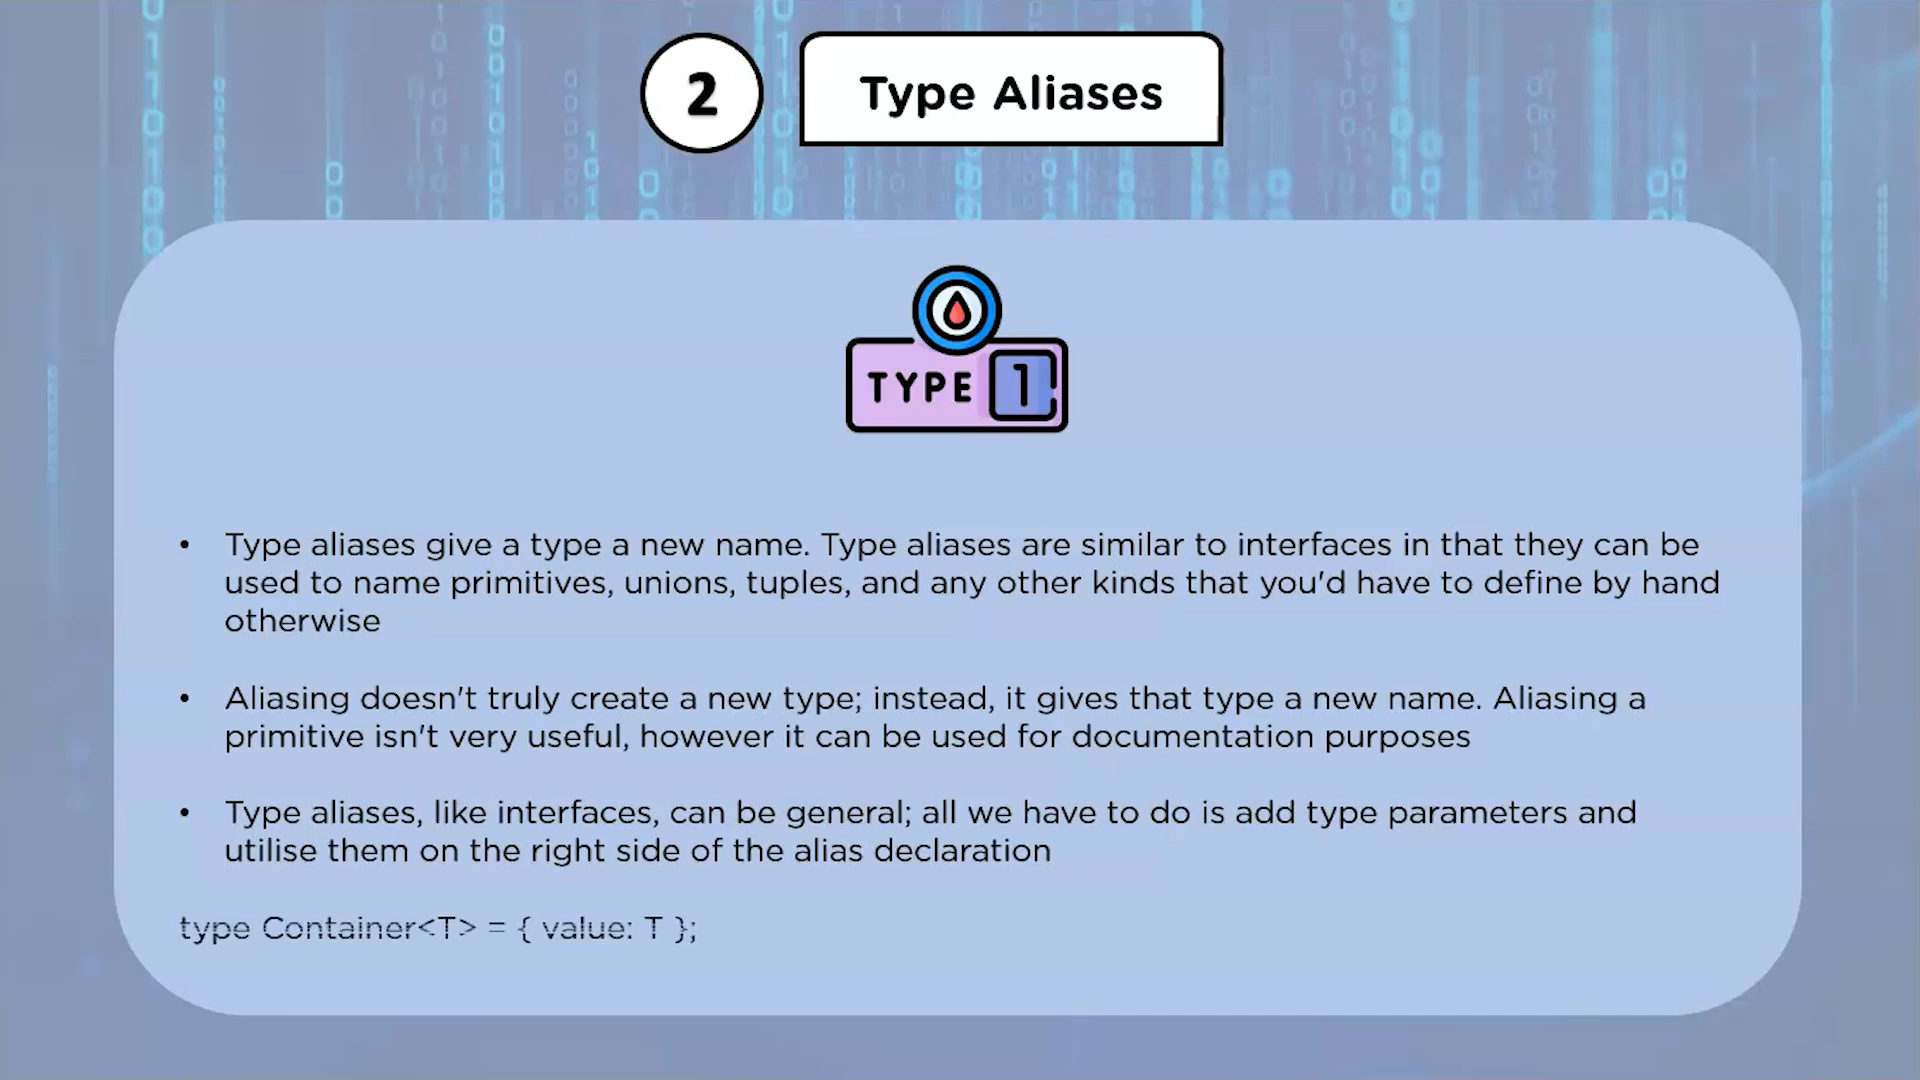 2
Type Aliases
TYPE 1
• Type aliases give a type a new name. Type aliases are similar to interfaces in that they can be
used to name primitives, unions, tuples, and any other kinds that you'd have to define by hand
otherwise
• Aliasing doesn't truly create a new type; instead, it gives that type a new name. Aliasing a
primitive isn't very useful, however it can be used for documentation purposes
• Type aliases, like interfaces, can be general; all we have to do is add type parameters and
utilise them on the right side of the alias declaration
type Container<T> = { value: T };